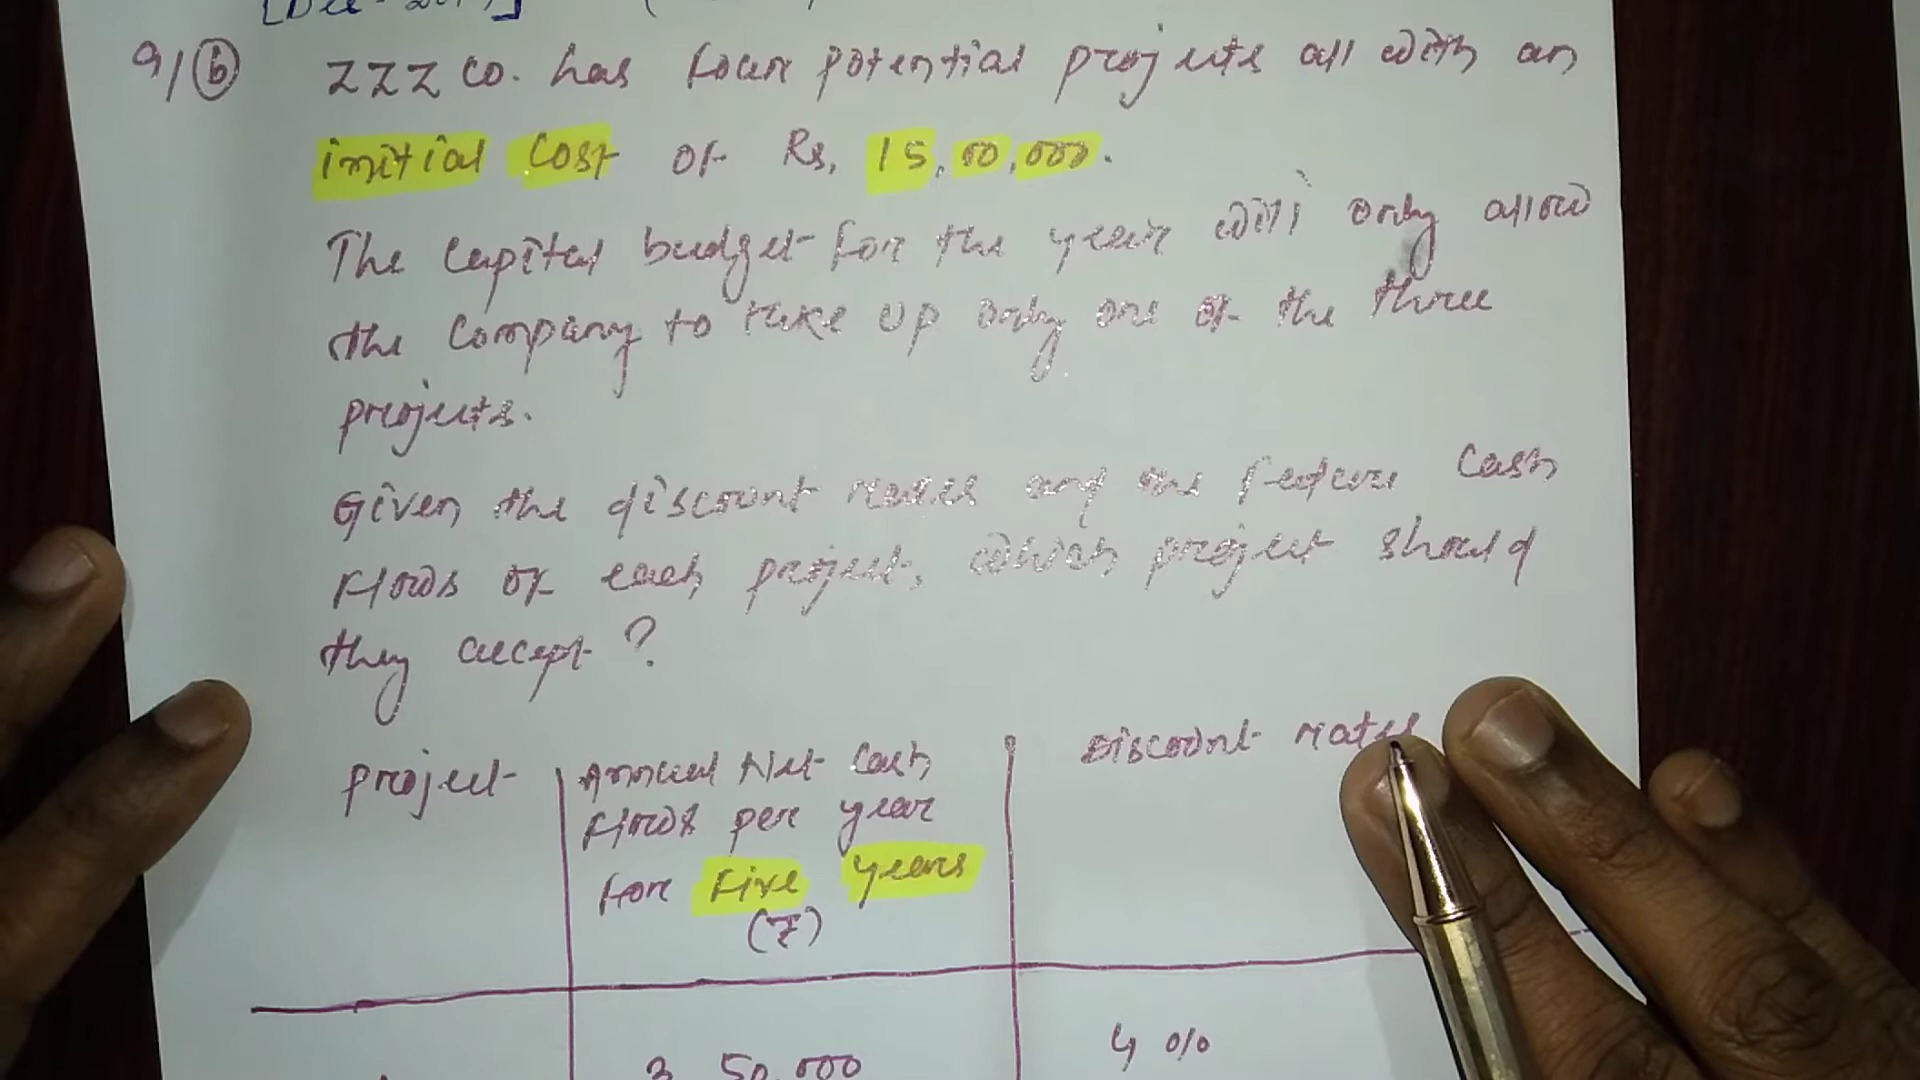 9/ⓑ ZZZ co. has four potential projects all with an
initial Cost of Rs, 15,00,000.
The Capital budget for the year will only allow
the company to take up only one of the three
projects.
Given the discount rates and the future cash
flows of each project, which project should
they accept?
project Annual Net Cash Discount rates
flows per year
for five years
(₹)
3 50,000 4 %